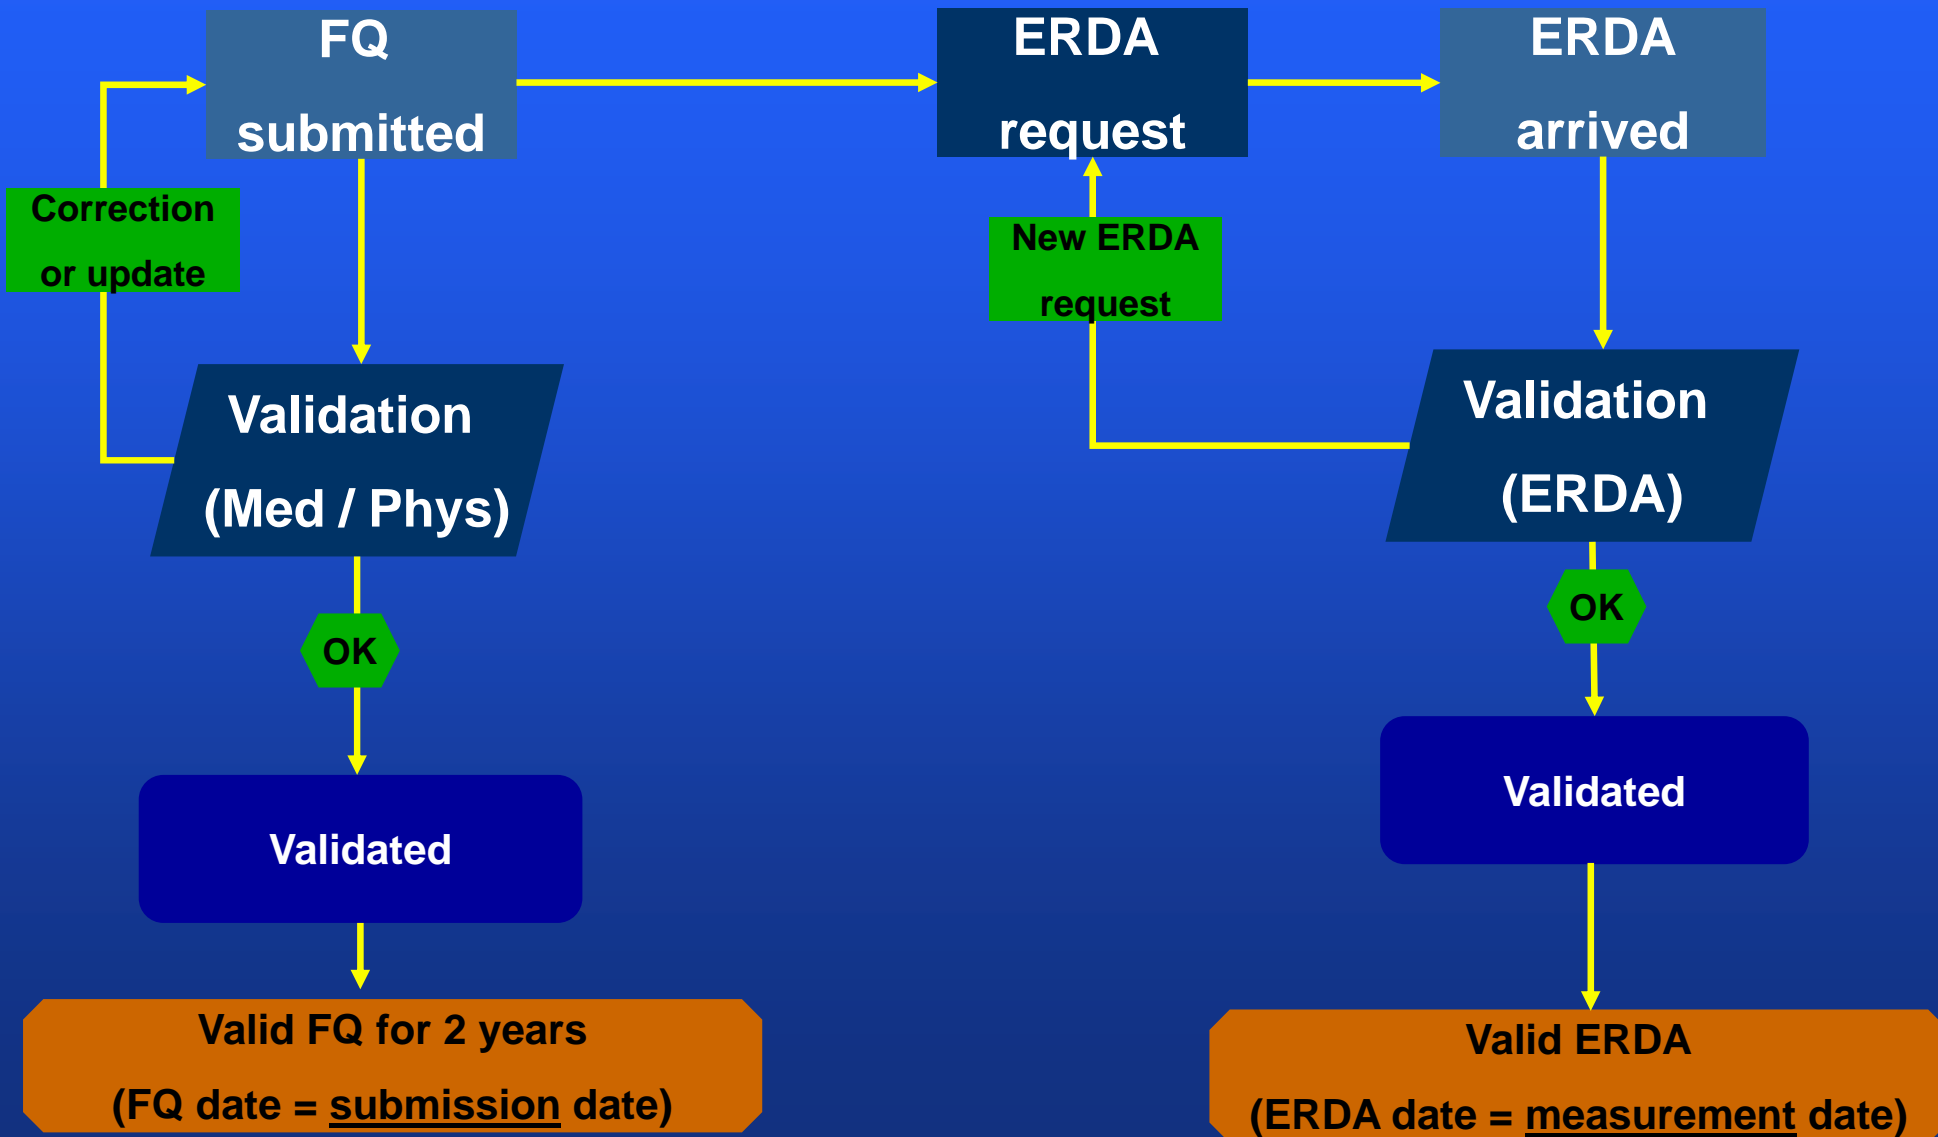 FQ
submitted
ERDA
request
ERDA
arrived
Correction
or update
New ERDA
request
Validation
(Med / Phys)
Validation
(ERDA)
OK
OK
Validated
Validated
Valid FQ for 2 years
(FQ date = submission date)
Valid ERDA
(ERDA date = measurement date)